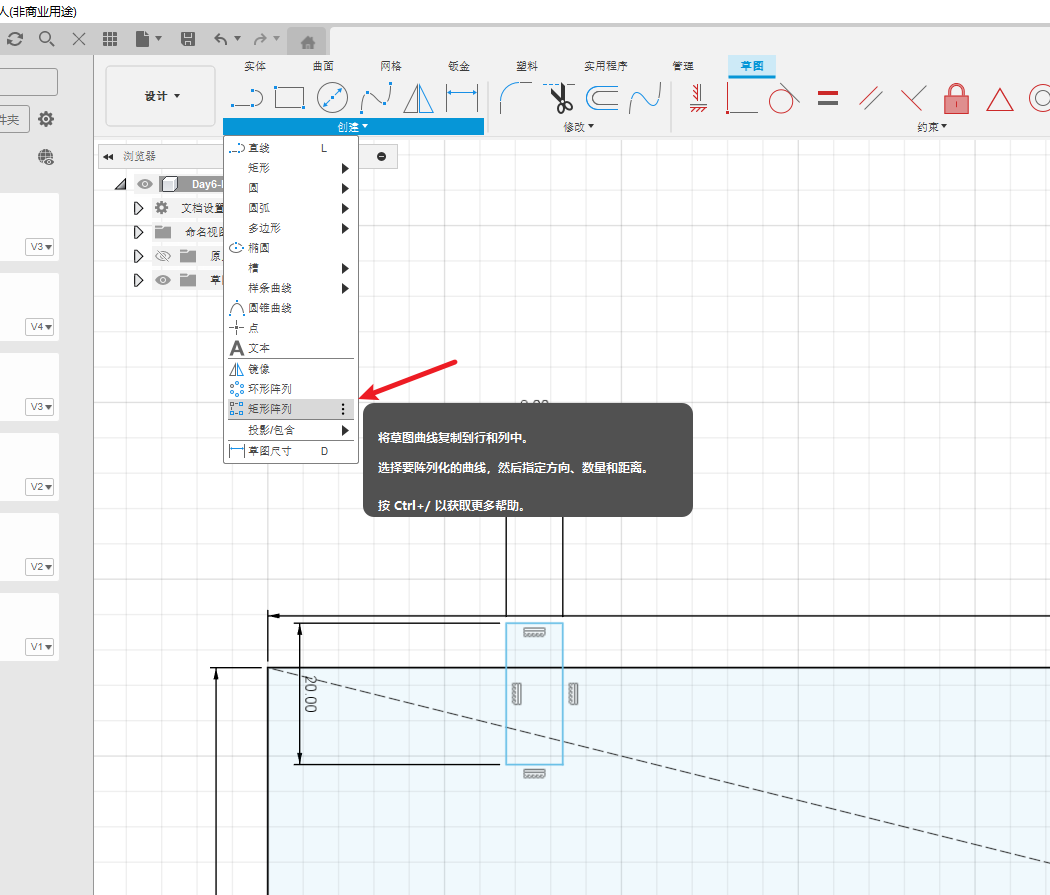 人(非商业用途)
实体
曲面
网格
钣金
塑料
实用程序
管理
草图
设计
创建
修改
约束
件夹
浏览器
Day6-
文档设置
命名视图
原
草
直线 L
矩形
圆
圆弧
多边形
椭圆
槽
样条曲线
圆锥曲线
点
文本
镜像
环形阵列
矩形阵列
投影/包含
草图尺寸 D
将草图曲线复制到行和列中。
选择要阵列化的曲线，然后指定方向、数量和距离。
按 Ctrl+/ 以获取更多帮助。
V3
V4
V3
V2
V2
V1
20.00